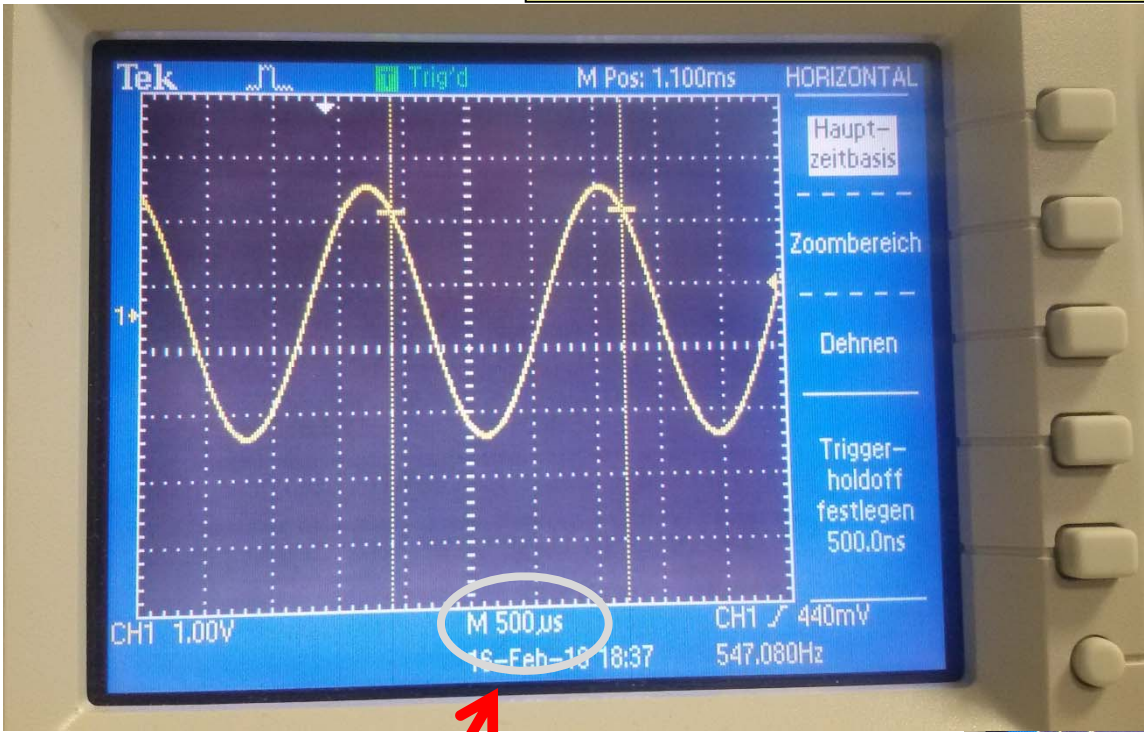 Tek
T Trig'd
M Pos: 1.100ms
HORIZONTAL
Haupt-
zeitbasis
Zoombereich
Dehnen
Trigger-
holdoff
festlegen
500.0ns
1
CH1 1.00V
M 500µs
CH1 440mV
18:37
547.080Hz